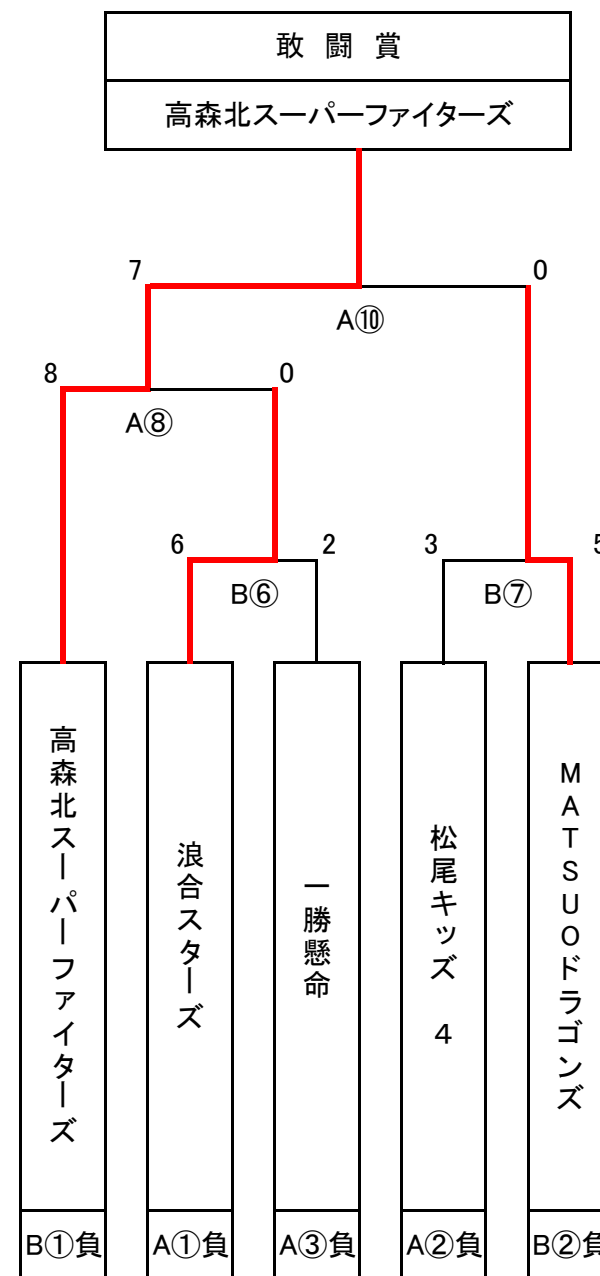 敢 闘 賞
高森北スーパーファイターズ
7
0
A⑩
8
0
A⑧
6
2
3
5
B⑥
B⑦
高森北スーパーファイターズ
浪合スターズ
一勝懸命
松尾キッズ 4
MATSUOドラゴンズ
B①負
A①負
A③負
A②負
B②負